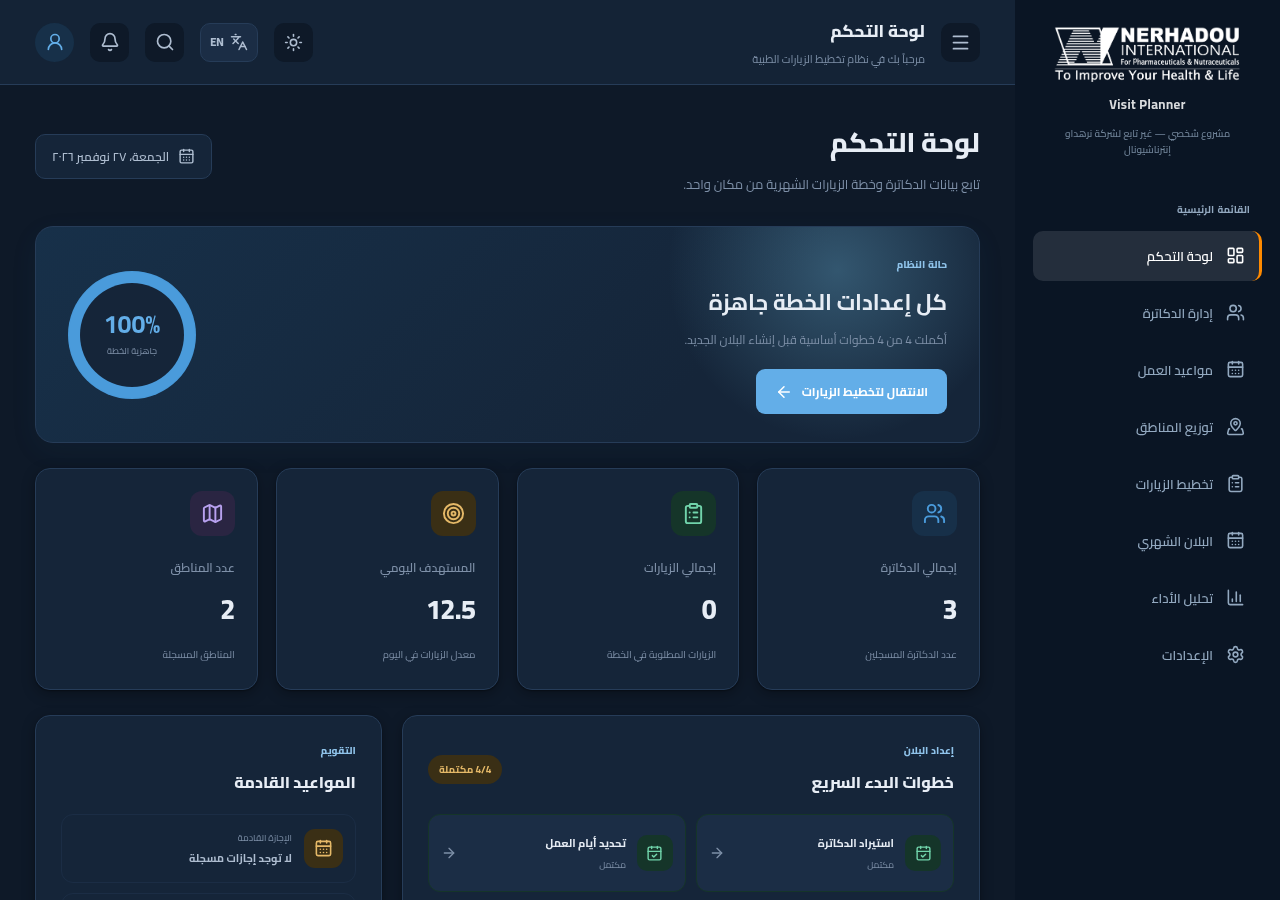 NERHADOU
INTERNATIONAL
For Pharmaceuticals & Nutraceuticals
To Improve Your Health & Life
Visit Planner
مشروع شخصي — غير تابع لشركة نرهداو
إنترناشيونال
القائمة الرئيسية
لوحة التحكم
إدارة الدكاترة
مواعيد العمل
توزيع المناطق
تخطيط الزيارات
البلان الشهري
تحليل الأداء
الإعدادات
لوحة التحكم
مرحباً بك في نظام تخطيط الزيارات الطبية
EN
لوحة التحكم
تابع بيانات الدكاترة وخطة الزيارات الشهرية من مكان واحد.
الجمعة، ٢٧ نوفمبر ٢٠٢٦
حالة النظام
كل إعدادات الخطة جاهزة
أكملت 4 من 4 خطوات أساسية قبل إنشاء البلان الجديد.
الانتقال لتخطيط الزيارات
100%
جاهزية الخطة
إجمالي الدكاترة
3
عدد الدكاترة المسجلين
إجمالي الزيارات
0
الزيارات المطلوبة في الخطة
المستهدف اليومي
12.5
معدل الزيارات في اليوم
عدد المناطق
2
المناطق المسجلة
إعداد البلان
خطوات البدء السريع
4/4 مكتملة
استيراد الدكاترة
مكتمل
تحديد أيام العمل
مكتمل
التقويم
المواعيد القادمة
الإجازة القادمة
لا توجد إجازات مسجلة